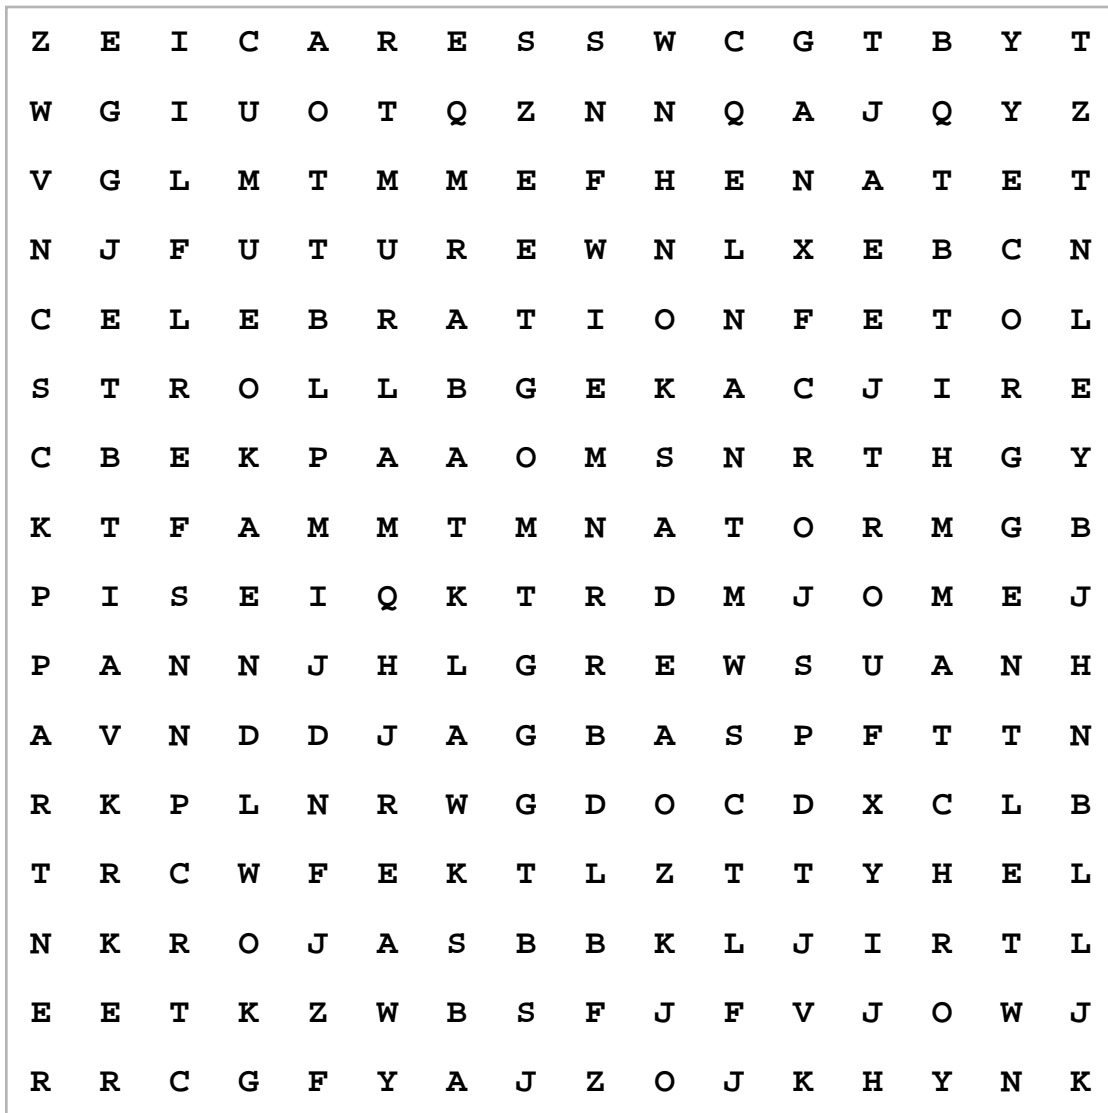 Z E I C A R E S S W C G T B Y T
W G I U O T Q Z N N Q A J Q Y Z
V G L M T M M E F H E N A T E T
N J F U T U R E W N L X E B C N
C E L E B R A T I O N F E T O L
S T R O L L B G E K A C J I R E
C B E K P A A O M S N R T H G Y
K T F A M M T M N A T O R M G B
P I S E I Q K T R D M J O M E J
P A N N J H L G R E W S U A N H
A V N D D J A G B A S P F T T N
R K P L N R W G D O C D X C L B
T R C W F E K T L Z T T Y H E L
N K R O J A S B B K L J I R T L
E E T K Z W B S F J F V J O W J
R R C G F Y A J Z O J K H Y N K